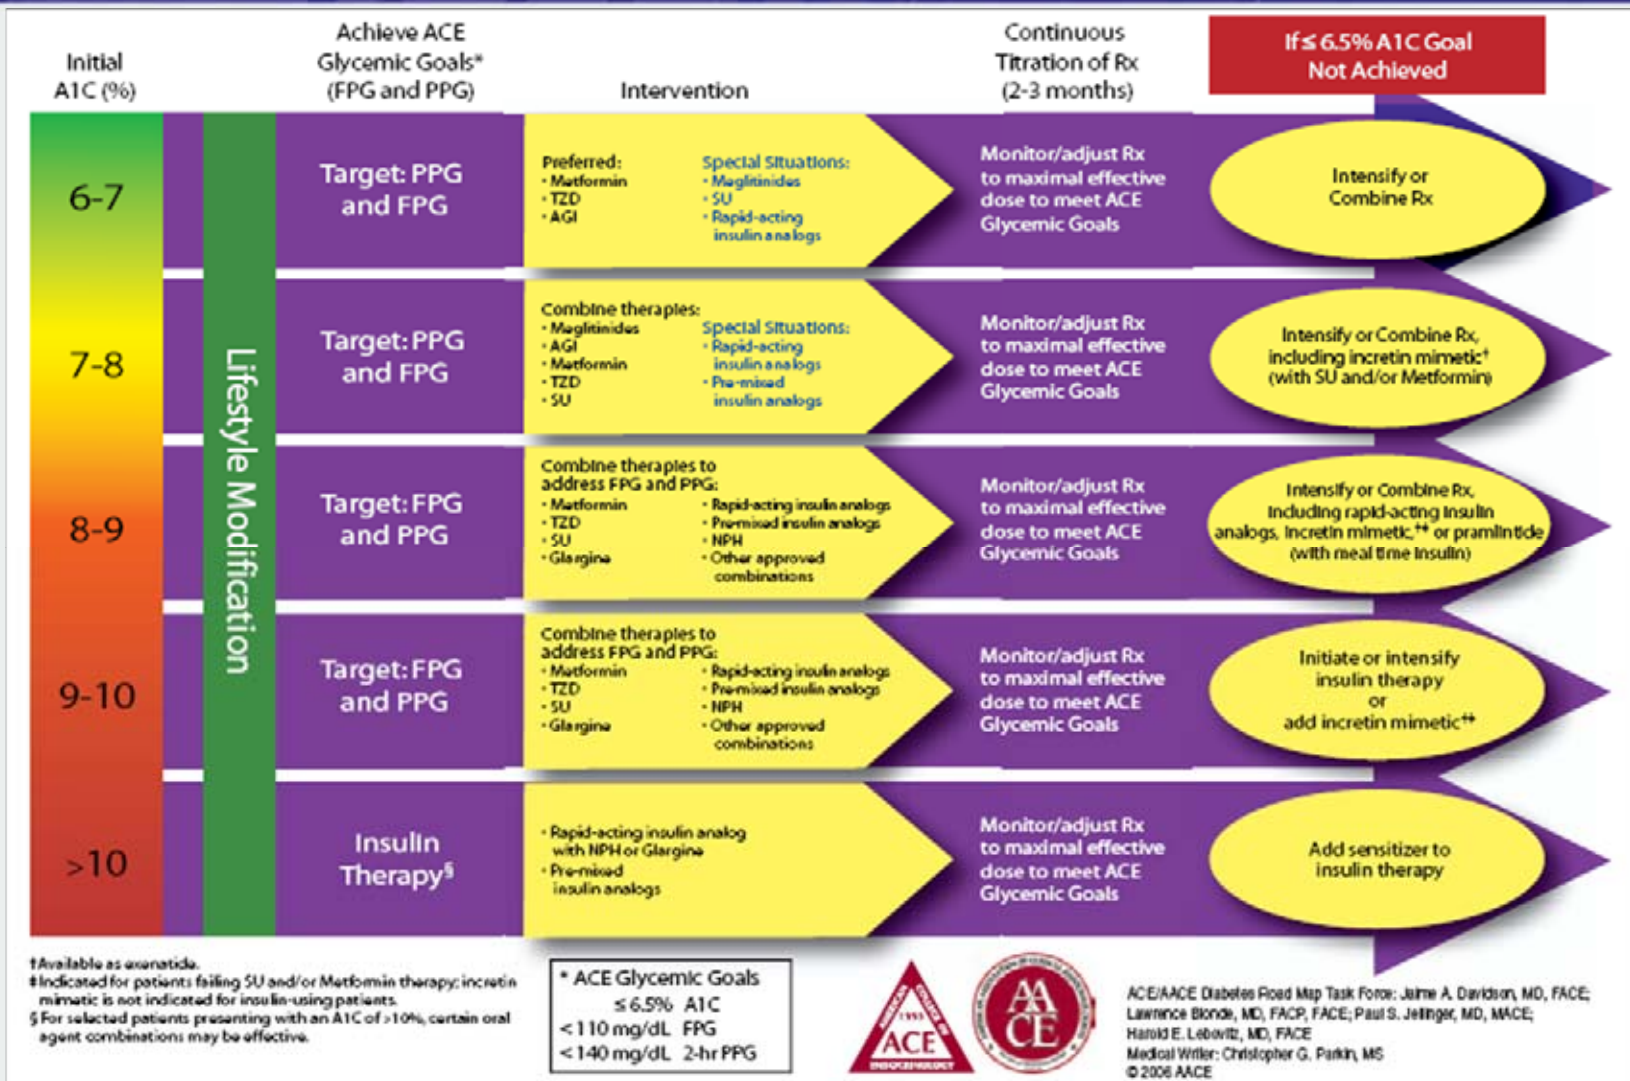 Initial
A1C (%)
Achieve ACE
Glycemic Goals*
(FPG and PPG)
Intervention
Continuous
Titration of Rx
(2-3 months)
If ≤ 6.5% A1C Goal
Not Achieved
Lifestyle Modification
6-7
Target: PPG
and FPG
Preferred:
• Metformin
• TZD
• AGI
Special Situations:
• Meglitinides
• SU
• Rapid-acting
insulin analogs
Monitor/adjust Rx
to maximal effective
dose to meet ACE
Glycemic Goals
Intensify or
Combine Rx
7-8
Target: PPG
and FPG
Combine therapies:
• Meglitinides
• AGI
• Metformin
• TZD
• SU
Special Situations:
• Rapid-acting
insulin analogs
• Pre-mixed
insulin analogs
Monitor/adjust Rx
to maximal effective
dose to meet ACE
Glycemic Goals
Intensify or Combine Rx,
including incretin mimetic†
(with SU and/or Metformin)
8-9
Target: FPG
and PPG
Combine therapies to
address FPG and PPG:
• Metformin
• TZD
• SU
• Glargine
• Rapid-acting insulin analogs
• Pre-mixed insulin analogs
• NPH
• Other approved
combinations
Monitor/adjust Rx
to maximal effective
dose to meet ACE
Glycemic Goals
Intensify or Combine Rx,
including rapid-acting insulin
analogs, incretin mimetic,†‡ or pramlintide
(with meal time insulin)
9-10
Target: FPG
and PPG
Combine therapies to
address FPG and PPG:
• Metformin
• TZD
• SU
• Glargine
• Rapid-acting insulin analogs
• Pre-mixed insulin analogs
• NPH
• Other approved
combinations
Monitor/adjust Rx
to maximal effective
dose to meet ACE
Glycemic Goals
Initiate or intensify
insulin therapy
or
add incretin mimetic†‡
>10
Insulin
Therapy§
• Rapid-acting insulin analog
with NPH or Glargine
• Pre-mixed
insulin analogs
Monitor/adjust Rx
to maximal effective
dose to meet ACE
Glycemic Goals
Add sensitizer to
insulin therapy
†Available as exenatide.
‡Indicated for patients failing SU and/or Metformin therapy; incretin
mimetic is not indicated for insulin-using patients.
§ For selected patients presenting with an A1C of >10%, certain oral
agent combinations may be effective.
* ACE Glycemic Goals
≤ 6.5% A1C
< 110 mg/dL FPG
< 140 mg/dL 2-hr PPG
AMERICAN COLLEGE OF ENDOCRINOLOGY
1993
ACE
AA
CE
ACE/AACE Diabetes Road Map Task Force: Jaime A. Davidson, MD, FACE;
Lawrence Blonde, MD, FACP, FACE; Paul S. Jellinger, MD, MACE;
Harold E. Lebovitz, MD, FACE
Medical Writer: Christopher G. Parkin, MS
© 2006 AACE